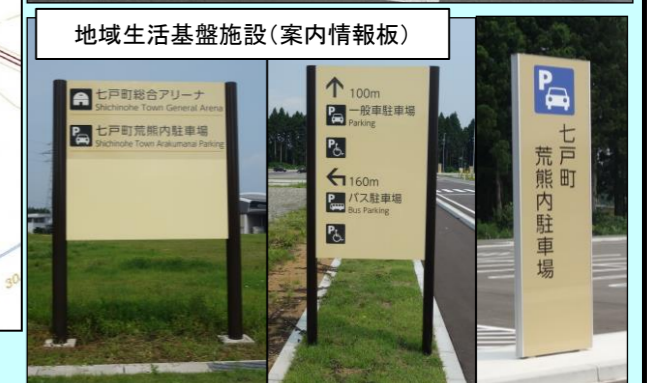 地域生活基盤施設（案内情報板）
七戸町総合アリーナ
Shichinohe Town General Arena
P 七戸町荒熊内駐車場
Shichinohe Town Arakumanai Parking
↑ 100m
P 一般車駐車場
Parking
P
← 160m
P バス駐車場
Bus Parking
P
P
七戸町
荒熊内駐車場
30